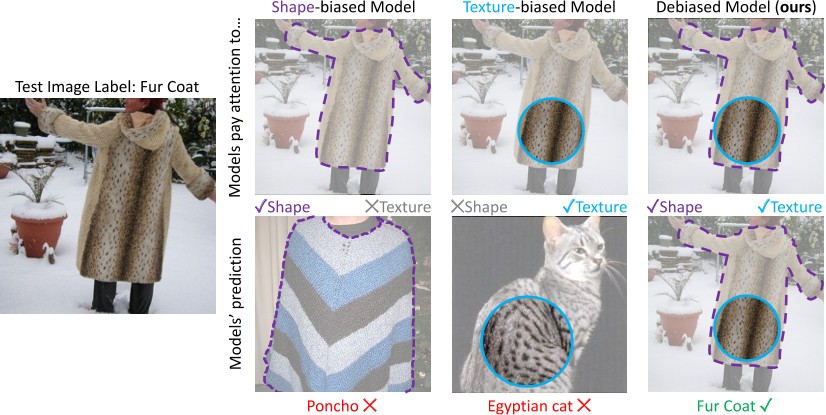 Shape-biased Model
Texture-biased Model
Debiased Model (ours)
Models pay attention to...
Test Image Label: Fur Coat
✓Shape
✕Texture
✕Shape
✓Texture
✓Shape
✓Texture
Models' prediction
Poncho ✕
Egyptian cat ✕
Fur Coat ✓